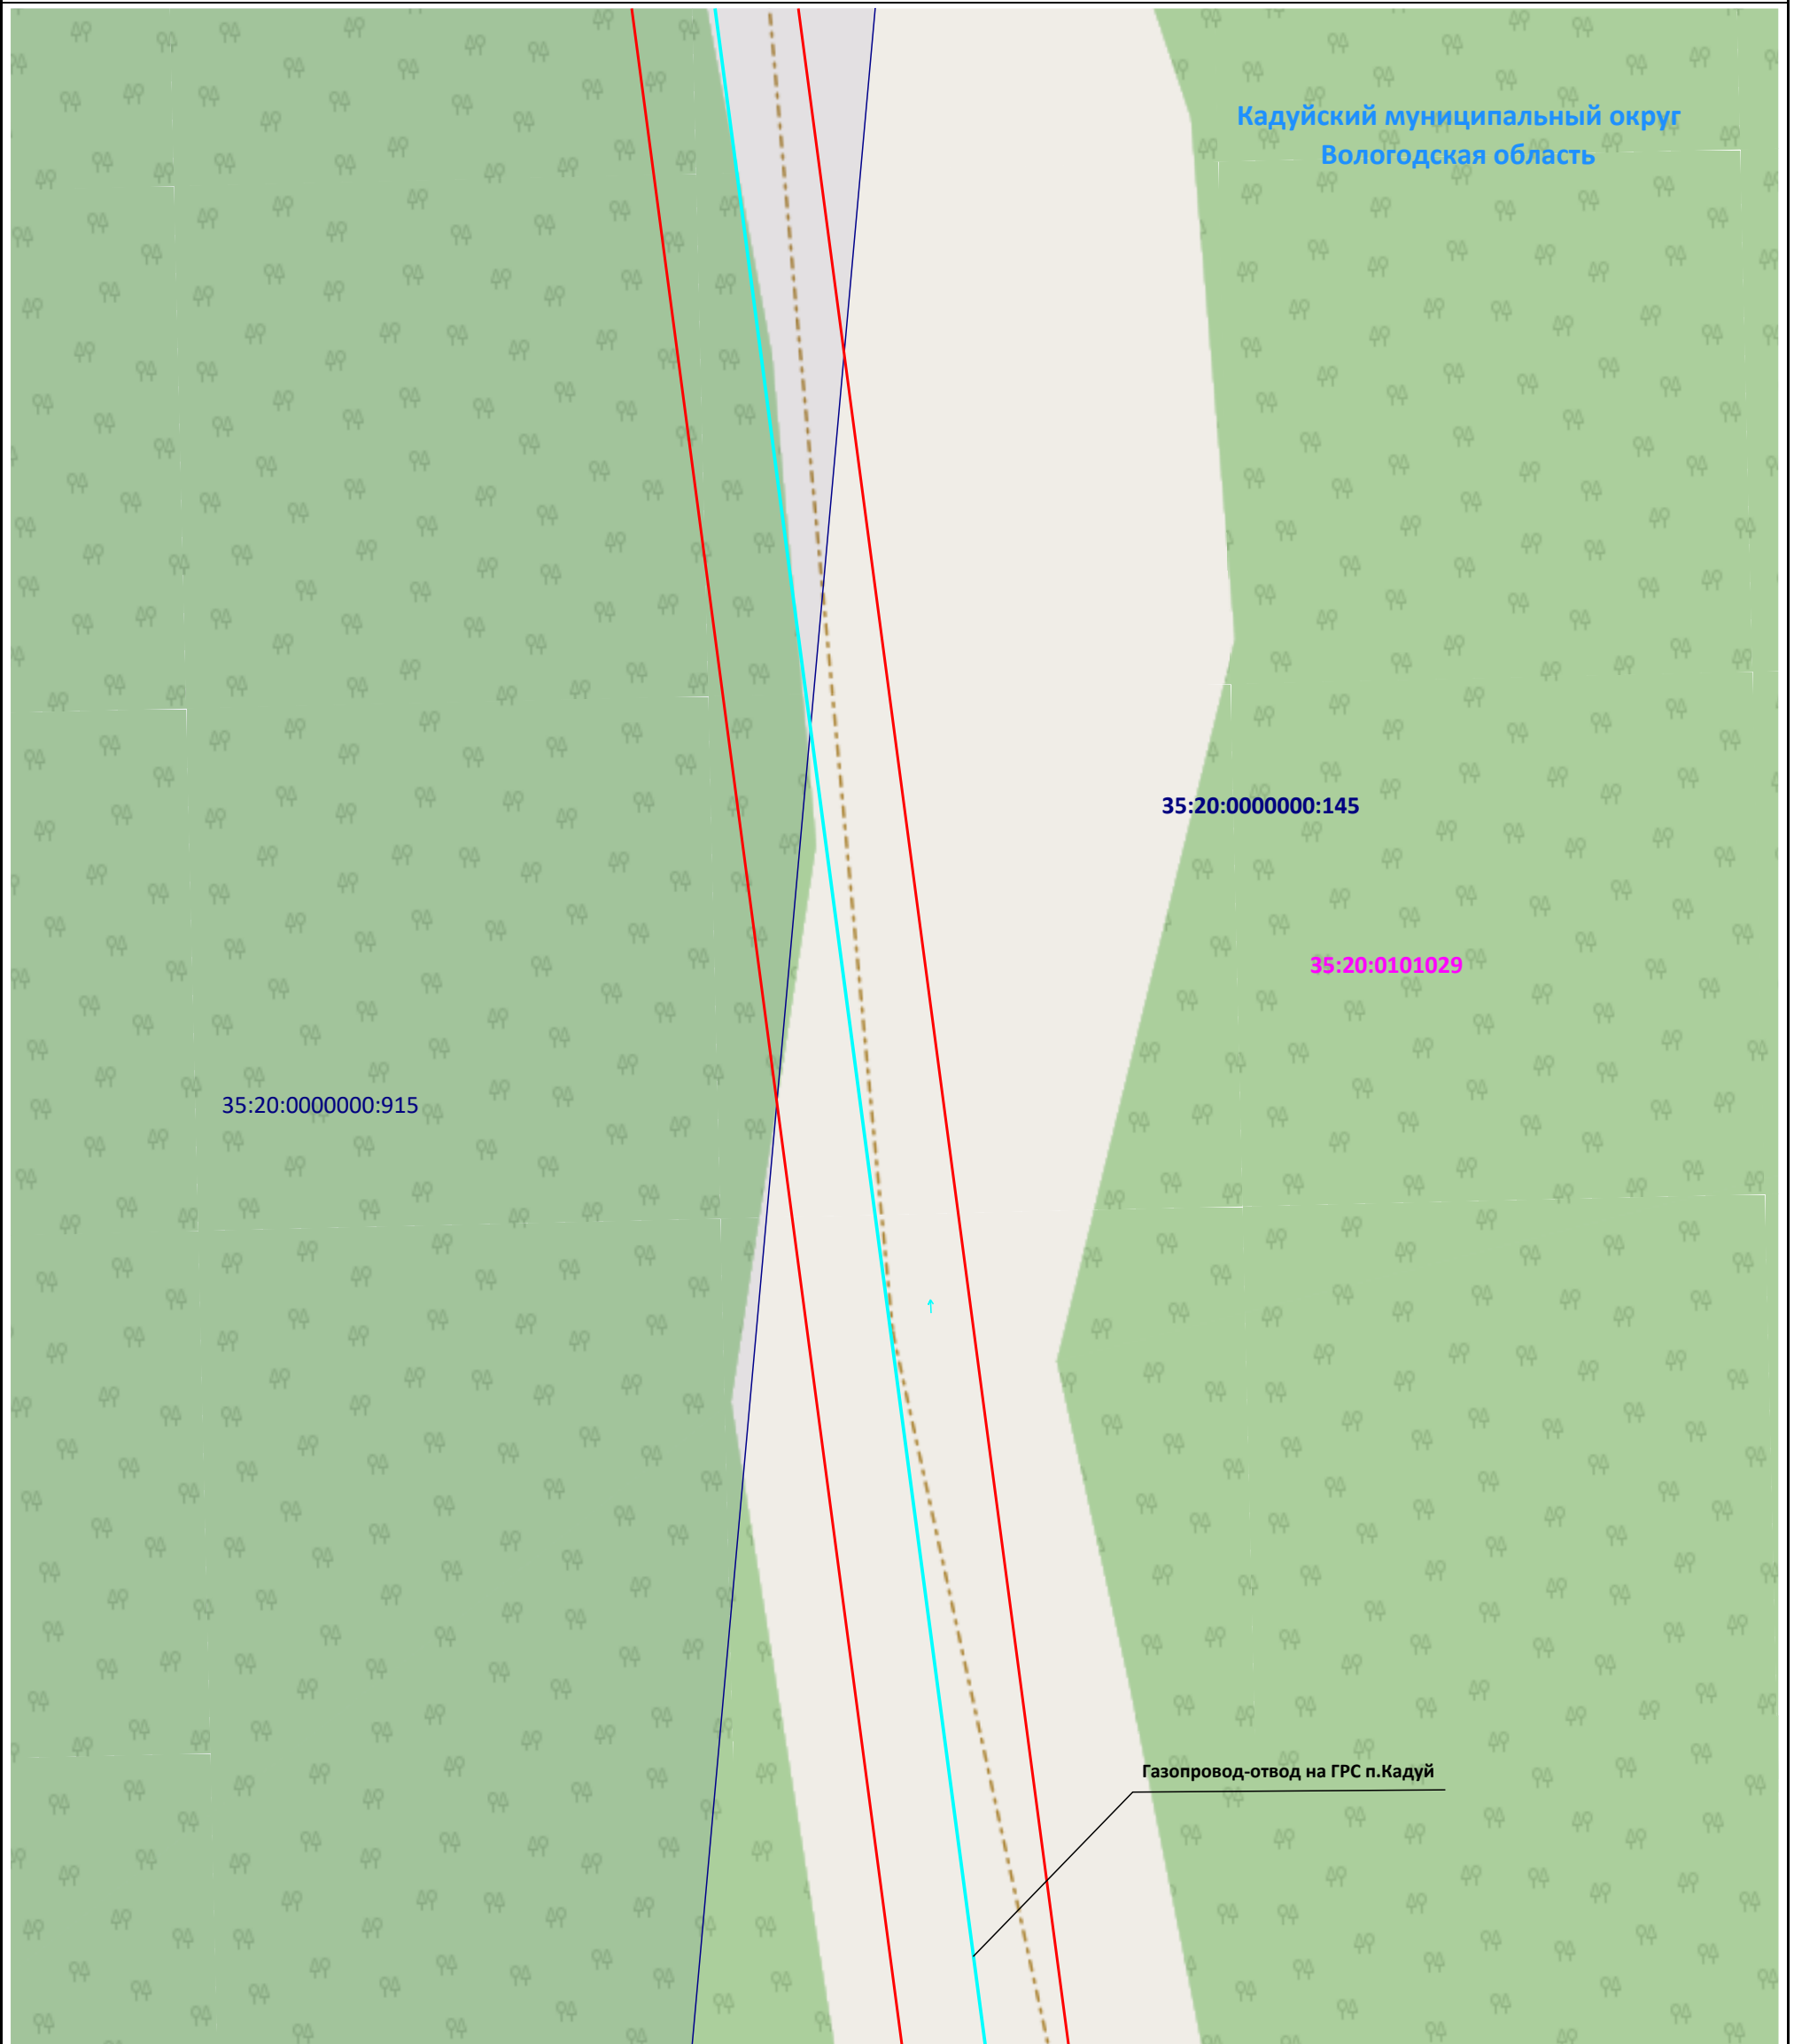 Кадуйский муниципальный округ
Вологодская область
35:20:0000000:145
35:20:0101029
35:20:0000000:915
Газопровод-отвод на ГРС п.Кадуй